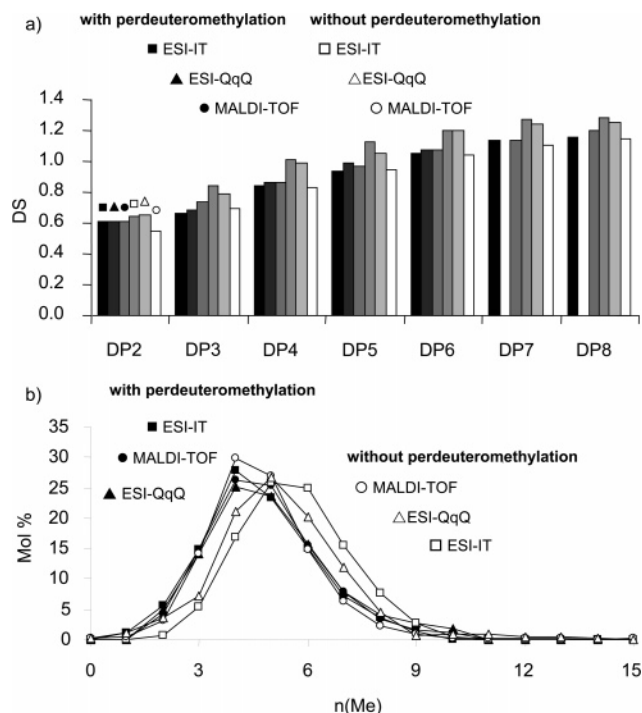 a)
with perdeuteromethylation without perdeuteromethylation
■ ESI-IT □ ESI-IT
▲ ESI-QqQ △ ESI-QqQ
● MALDI-TOF ○ MALDI-TOF
DS
1.4
1.2
1.0
0.8
0.6
0.4
0.2
0.0
DP2 DP3 DP4 DP5 DP6 DP7 DP8
b)
with perdeuteromethylation
■ ESI-IT
● MALDI-TOF
▲ ESI-QqQ
without perdeuteromethylation
○ MALDI-TOF
△ ESI-QqQ
□ ESI-IT
Mol %
35
30
25
20
15
10
5
0
0 3 6 9 12 15
n(Me)